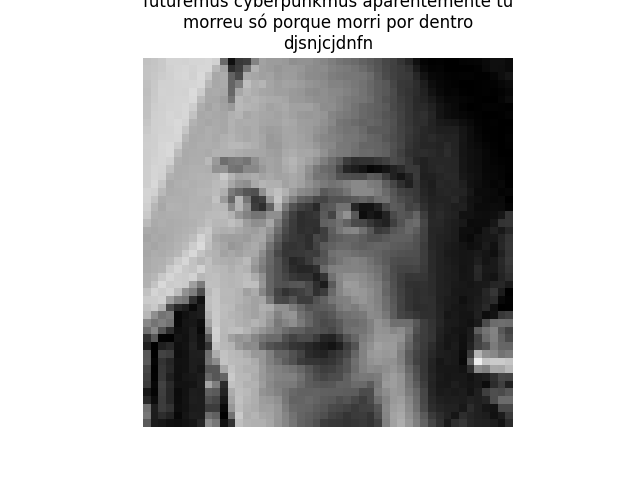 futuremus cyberpunkmus aparentemente tu
morreu só porque morri por dentro
djsnjcjdnfn